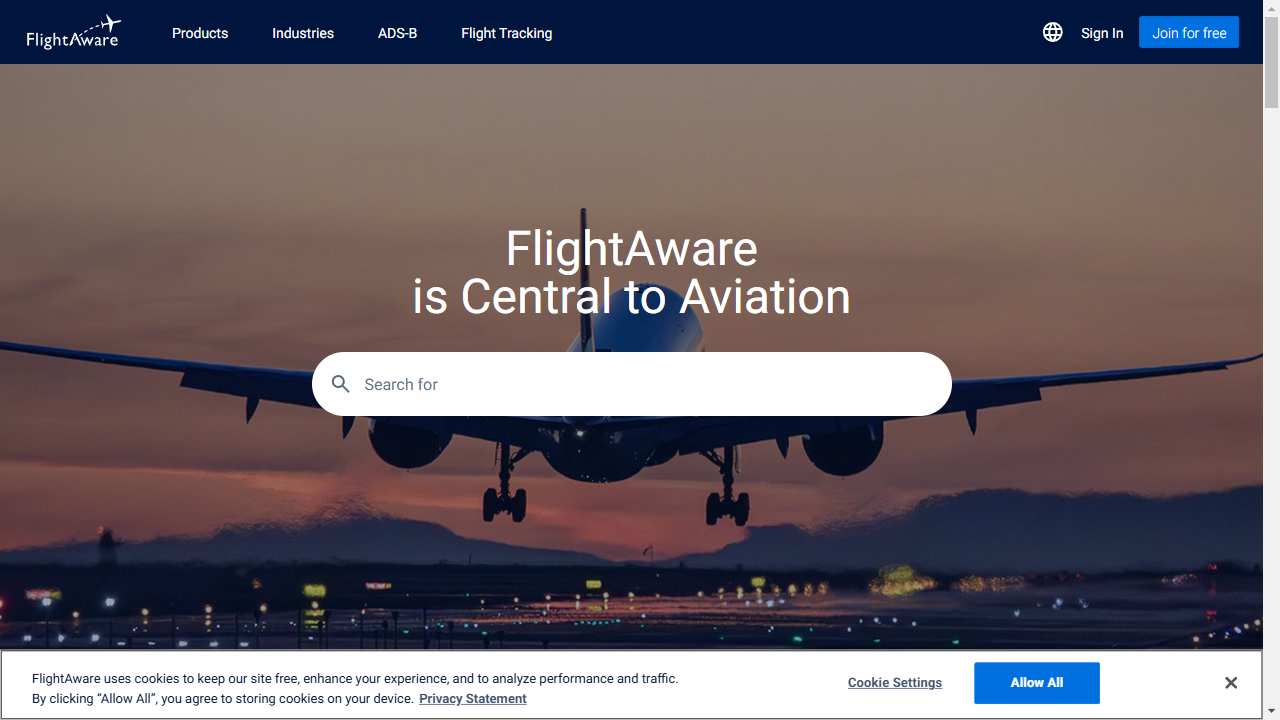 FlightAware
Products
Industries
ADS-B
Flight Tracking
Sign In
Join for free
FlightAware
is Central to Aviation
Search for
FlightAware uses cookies to keep our site free, enhance your experience, and to analyze performance and traffic.
By clicking “Allow All”, you agree to storing cookies on your device. Privacy Statement
Cookie Settings
Allow All